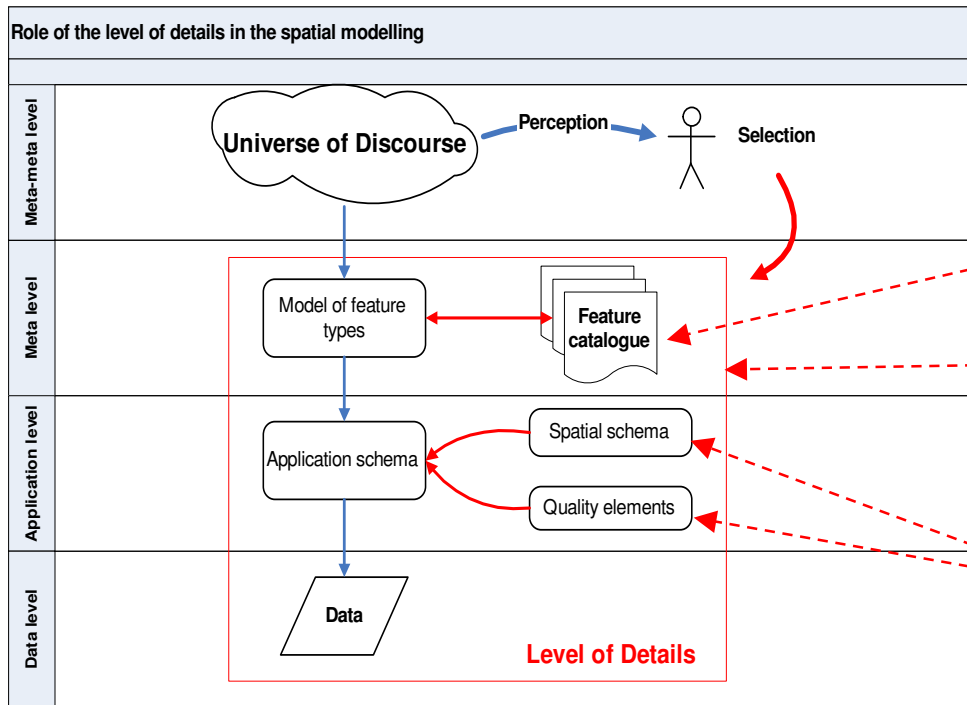 Role of the level of details in the spatial modelling
Meta-meta level
Universe of Discourse
Perception
Selection
Meta level
Model of feature
types
Feature
catalogue
Application level
Application schema
Spatial schema
Quality elements
Data level
Data
Level of Details